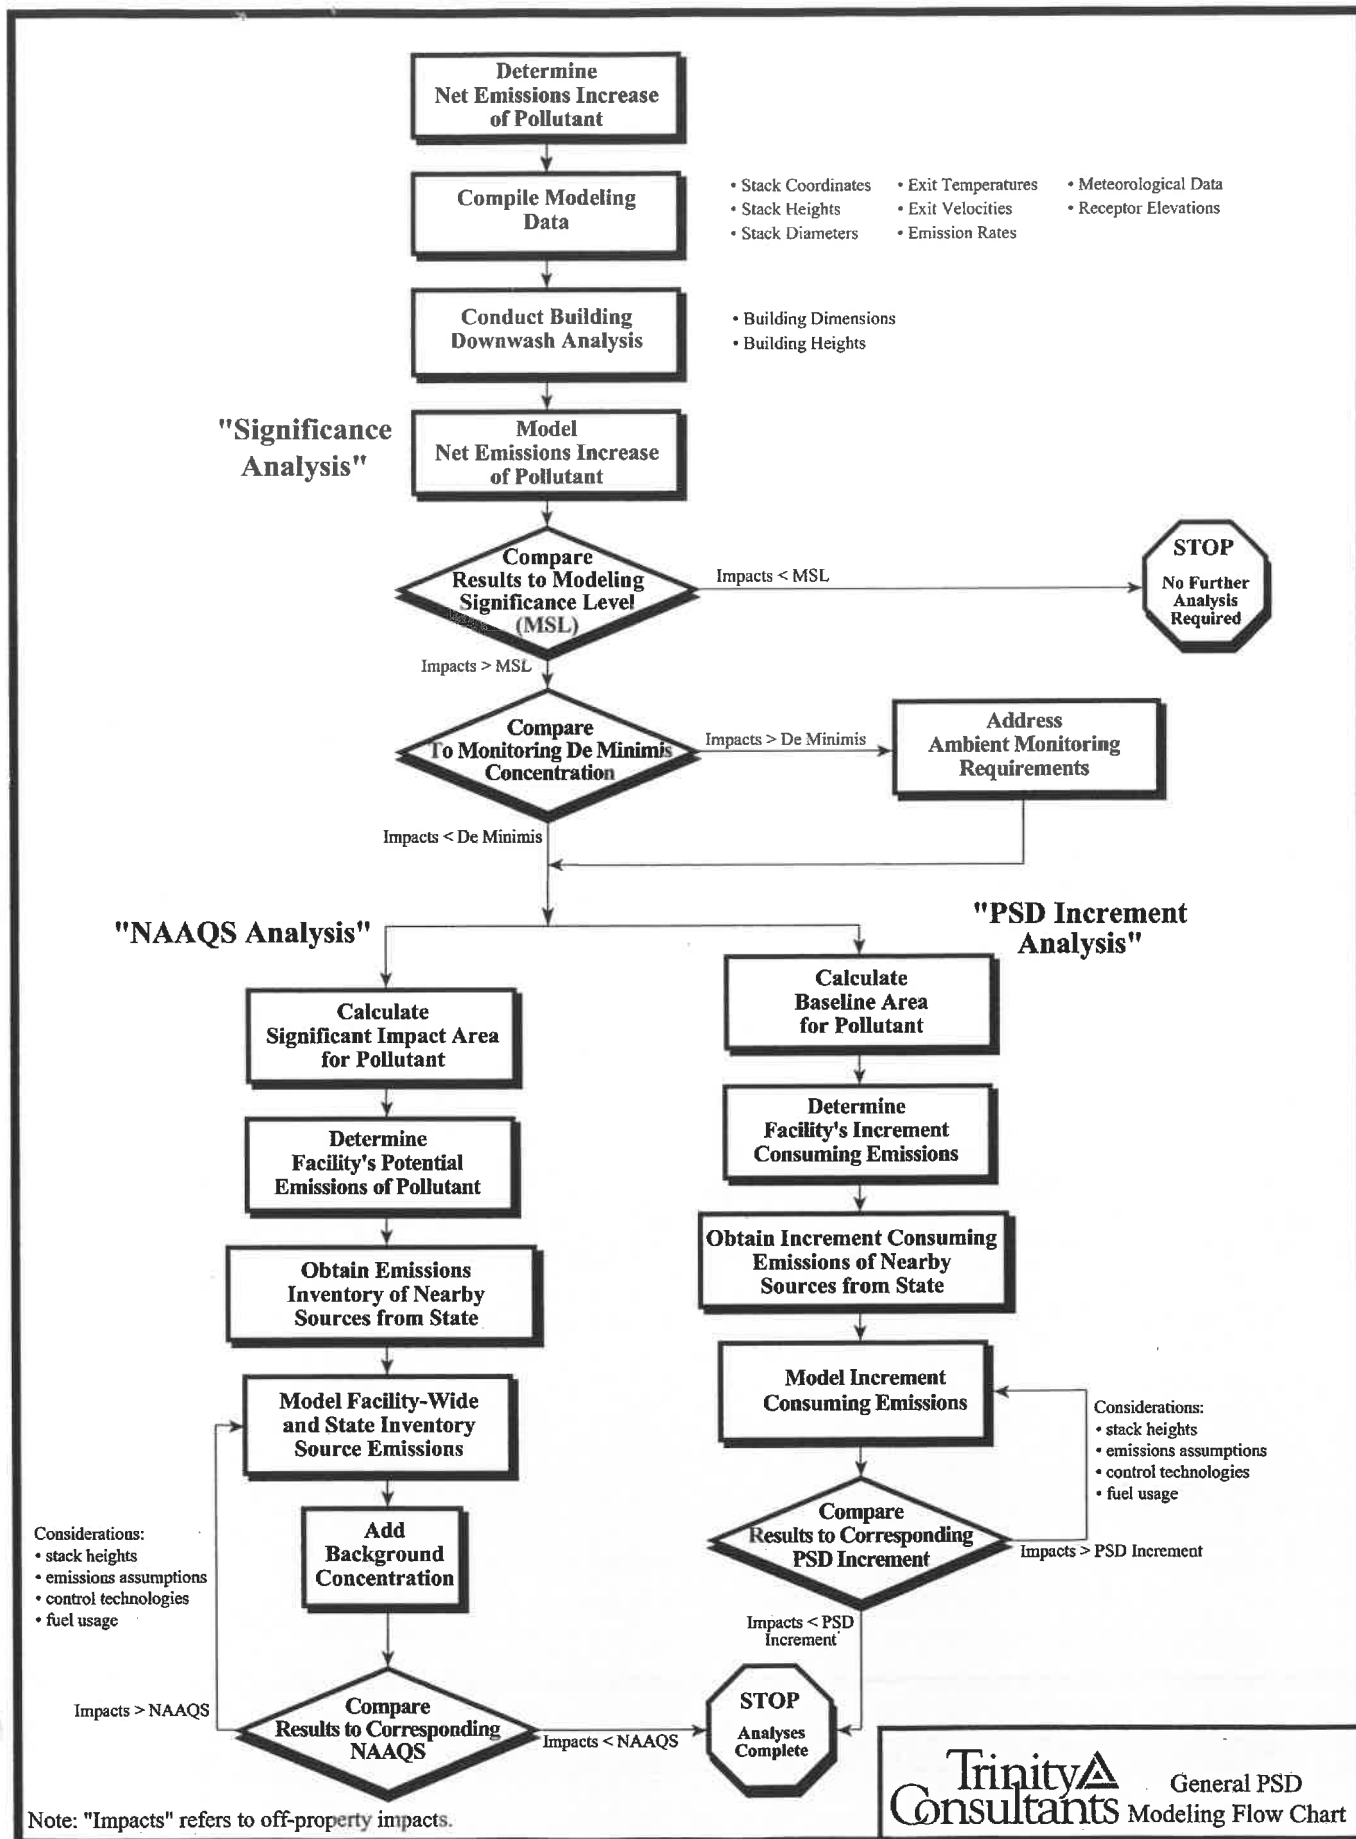 Determine
Net Emissions Increase
of Pollutant
Compile Modeling
Data
• Stack Coordinates
• Stack Heights
• Stack Diameters
• Exit Temperatures
• Exit Velocities
• Emission Rates
• Meteorological Data
• Receptor Elevations
Conduct Building
Downwash Analysis
• Building Dimensions
• Building Heights
"Significance
Analysis"
Model
Net Emissions Increase
of Pollutant
Compare
Results to Modeling
Significance Level
(MSL)
Impacts < MSL
STOP
No Further
Analysis
Required
Impacts > MSL
Compare
To Monitoring De Minimis
Concentration
Impacts > De Minimis
Address
Ambient Monitoring
Requirements
Impacts < De Minimis
"NAAQS Analysis"
"PSD Increment
Analysis"
Calculate
Significant Impact Area
for Pollutant
Determine
Facility's Potential
Emissions of Pollutant
Obtain Emissions
Inventory of Nearby
Sources from State
Model Facility-Wide
and State Inventory
Source Emissions
Add
Background
Concentration
Considerations:
• stack heights
• emissions assumptions
• control technologies
• fuel usage
Impacts > NAAQS
Compare
Results to Corresponding
NAAQS
Impacts < NAAQS
Calculate
Baseline Area
for Pollutant
Determine
Facility's Increment
Consuming Emissions
Obtain Increment Consuming
Emissions of Nearby
Sources from State
Model Increment
Consuming Emissions
Considerations:
• stack heights
• emissions assumptions
• control technologies
• fuel usage
Compare
Results to Corresponding
PSD Increment
Impacts > PSD Increment
Impacts < PSD
Increment
STOP
Analyses
Complete
Note: "Impacts" refers to off-property impacts.
Trinity
Consultants
General PSD
Modeling Flow Chart